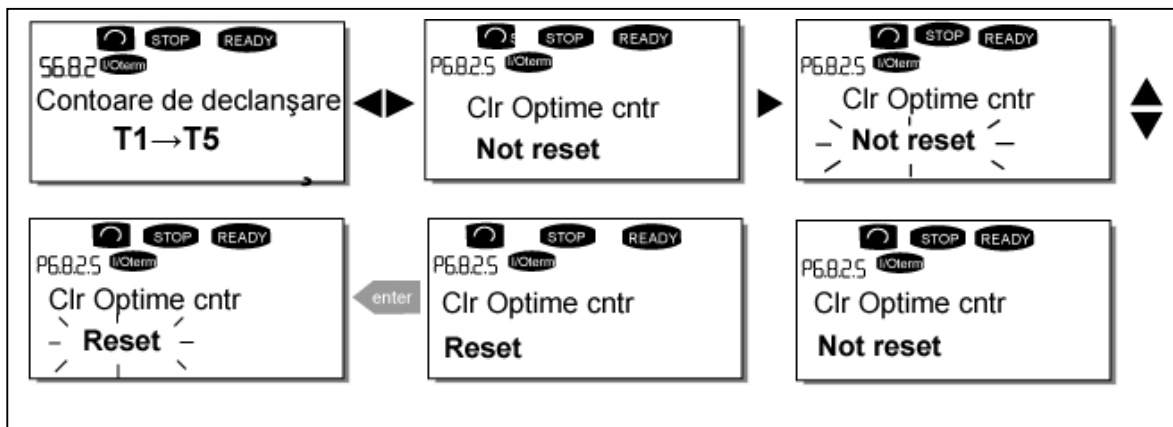 STOP READY
S6.8.2 I/Oterm
Contoare de declanşare
T1→T5
STOP READY
P6.8.2.5 I/Oterm
Clr Optime cntr
Not reset
STOP READY
P6.8.2.5 I/Oterm
Clr Optime cntr
Not reset
STOP READY
P6.8.2.5 I/Oterm
Clr Optime cntr
Reset
enter
STOP READY
P6.8.2.5 I/Oterm
Clr Optime cntr
Reset
STOP READY
P6.8.2.5 I/Oterm
Clr Optime cntr
Not reset